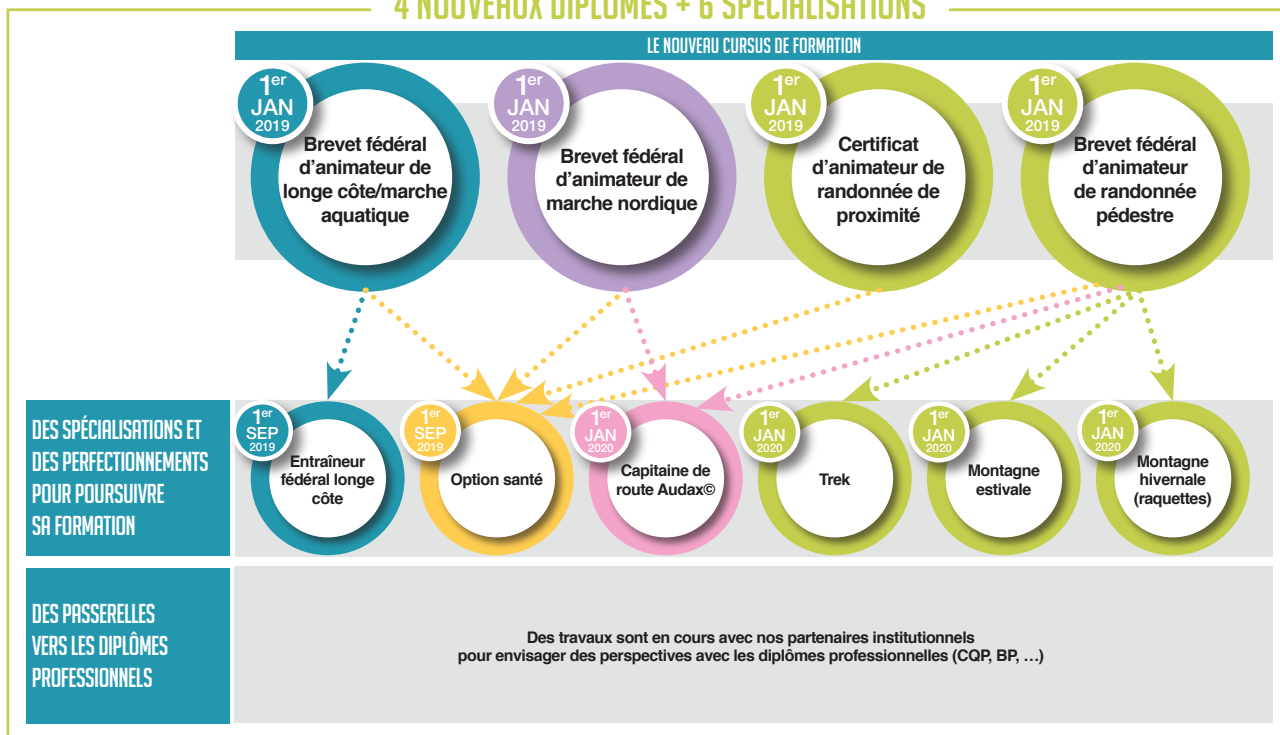 4 NOUVEAUX DIPLÔMES + 6 SPÉCIALISATIONS
LE NOUVEAU CURSUS DE FORMATION
1er
JAN
2019
Brevet fédéral
d’animateur de
longe côte/marche
aquatique
1er
JAN
2019
Brevet fédéral
d’animateur de
marche nordique
1er
JAN
2019
Certificat
d’animateur de
randonnée de
proximité
1er
JAN
2019
Brevet fédéral
d’animateur
de randonnée
pédestre
DES SPÉCIALISATIONS ET
DES PERFECTIONNEMENTS
POUR POURSUIVRE
SA FORMATION
1er
SEP
2019
Entraîneur
fédéral longe
côte
1er
SEP
2019
Option santé
1er
JAN
2020
Capitaine de
route Audax©
1er
JAN
2020
Trek
1er
JAN
2020
Montagne
estivale
1er
JAN
2020
Montagne
hivernale
(raquettes)
DES PASSERELLES
VERS LES DIPLÔMES
PROFESSIONNELS
Des travaux sont en cours avec nos partenaires institutionnels
pour envisager des perspectives avec les diplômes professionnelles (CQP, BP, …)